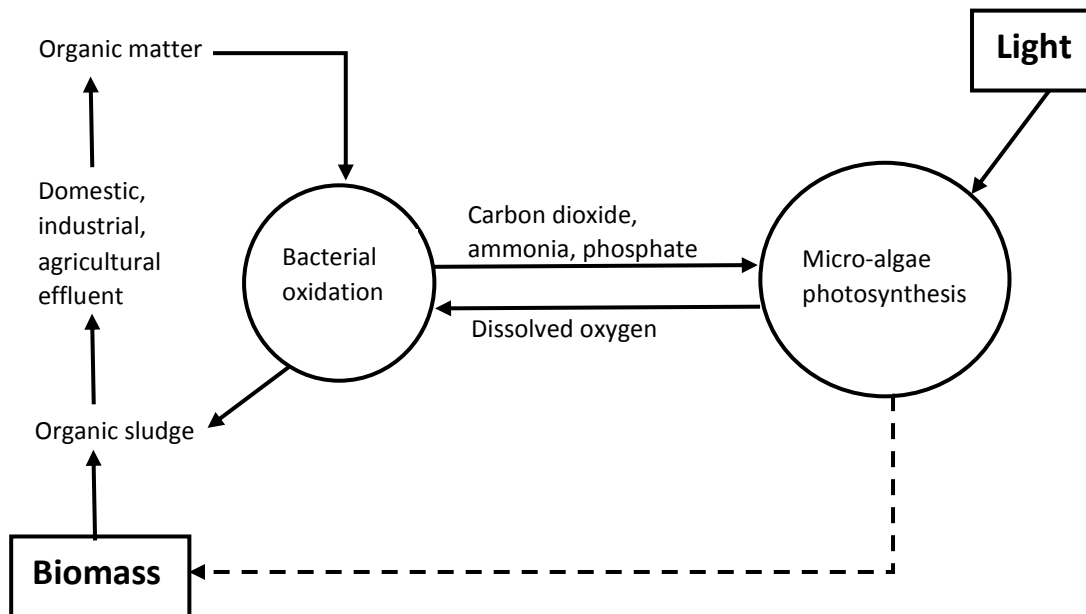 Organic matter
Light
Domestic,
industrial,
agricultural
effluent
Bacterial
oxidation
Carbon dioxide,
ammonia, phosphate
Micro-algae
photosynthesis
Dissolved oxygen
Organic sludge
Biomass